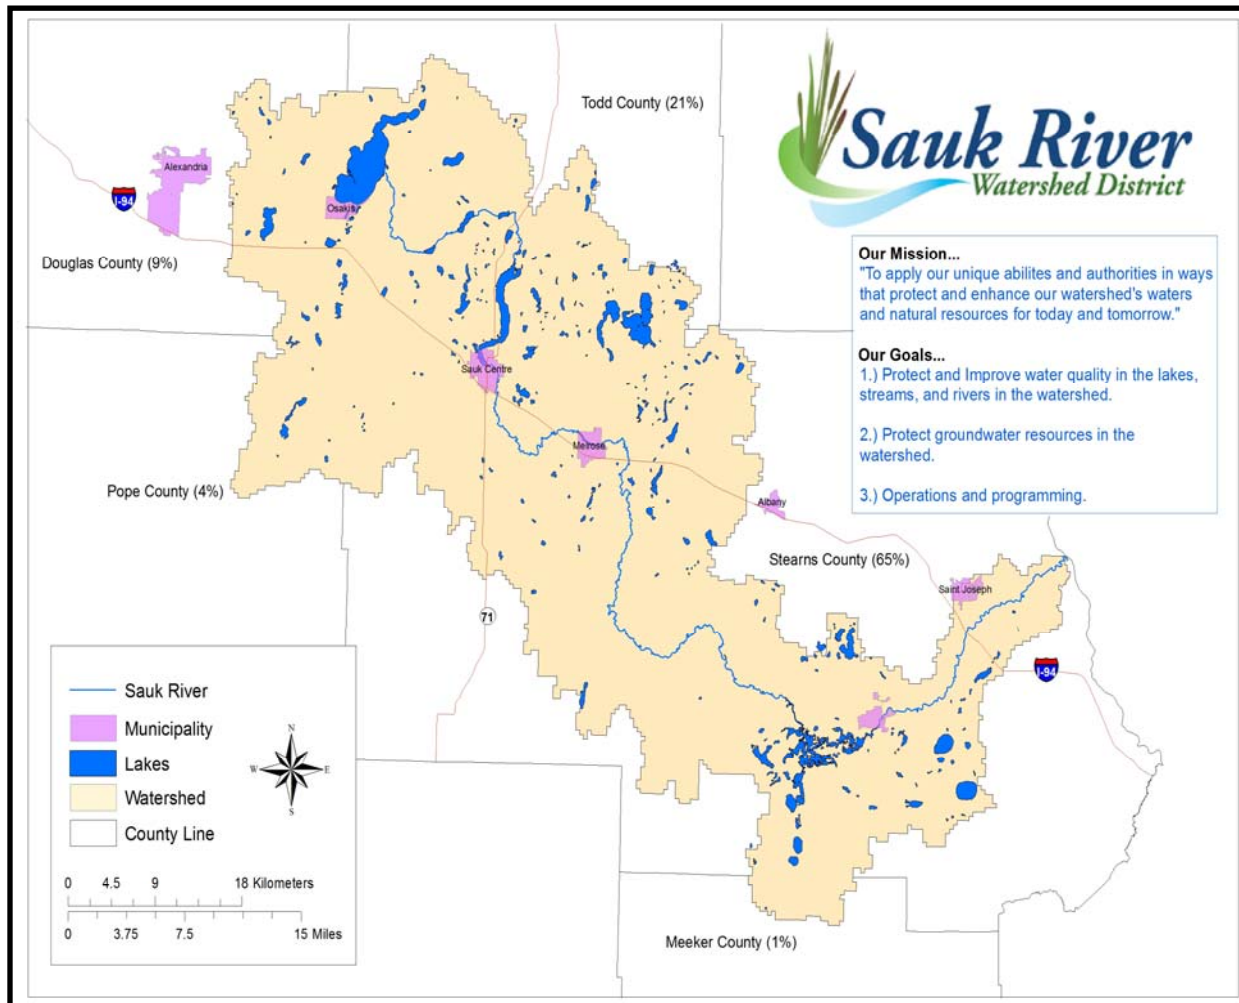 Todd County (21%)
Sauk River
Watershed District
Alexandria
I-94
Osakis
Douglas County (9%)
Our Mission...
"To apply our unique abilites and authorities in ways
that protect and enhance our watershed's waters
and natural resources for today and tomorrow."
Our Goals...
1.) Protect and Improve water quality in the lakes,
streams, and rivers in the watershed.
2.) Protect groundwater resources in the
watershed.
3.) Operations and programming.
Sauk Centre
Melrose
Pope County (4%)
Albany
Stearns County (65%)
Saint Joseph
71
I-94
Sauk River
Municipality
Lakes
Watershed
County Line
N
W
E
S
0 4.5 9 18 Kilometers
0 3.75 7.5 15 Miles
Meeker County (1%)